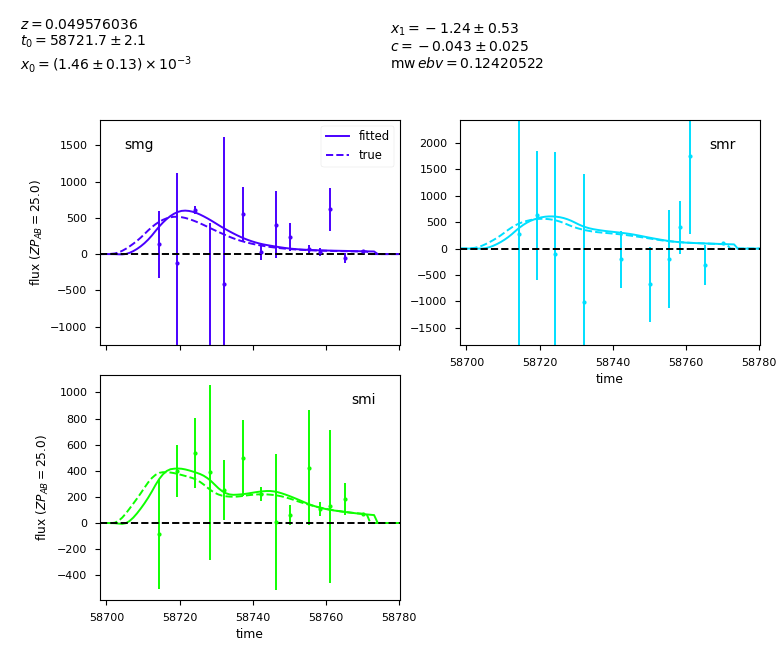 z = 0.049576036
t₀ = 58721.7 ± 2.1
x₀ = (1.46 ± 0.13) × 10⁻³
x₁ = −1.24 ± 0.53
c = −0.043 ± 0.025
mw ebv = 0.12420522
smg
fitted
true
1500
1000
500
0
−500
−1000
flux (ZP_AB = 25.0)
smr
2000
1500
1000
500
0
−500
−1000
−1500
58700 58720 58740 58760 58780
time
smi
1000
800
600
400
200
0
−200
−400
flux (ZP_AB = 25.0)
58700 58720 58740 58760 58780
time